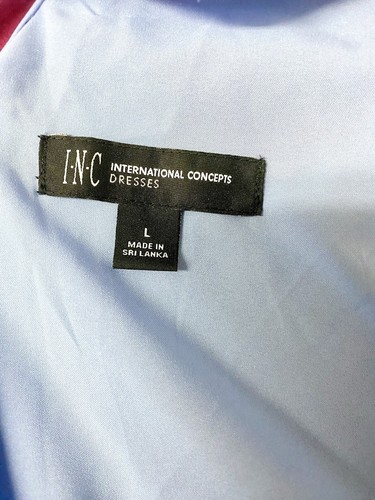 I·N·C INTERNATIONAL CONCEPTS
DRESSES
L
MADE IN
SRI LANKA